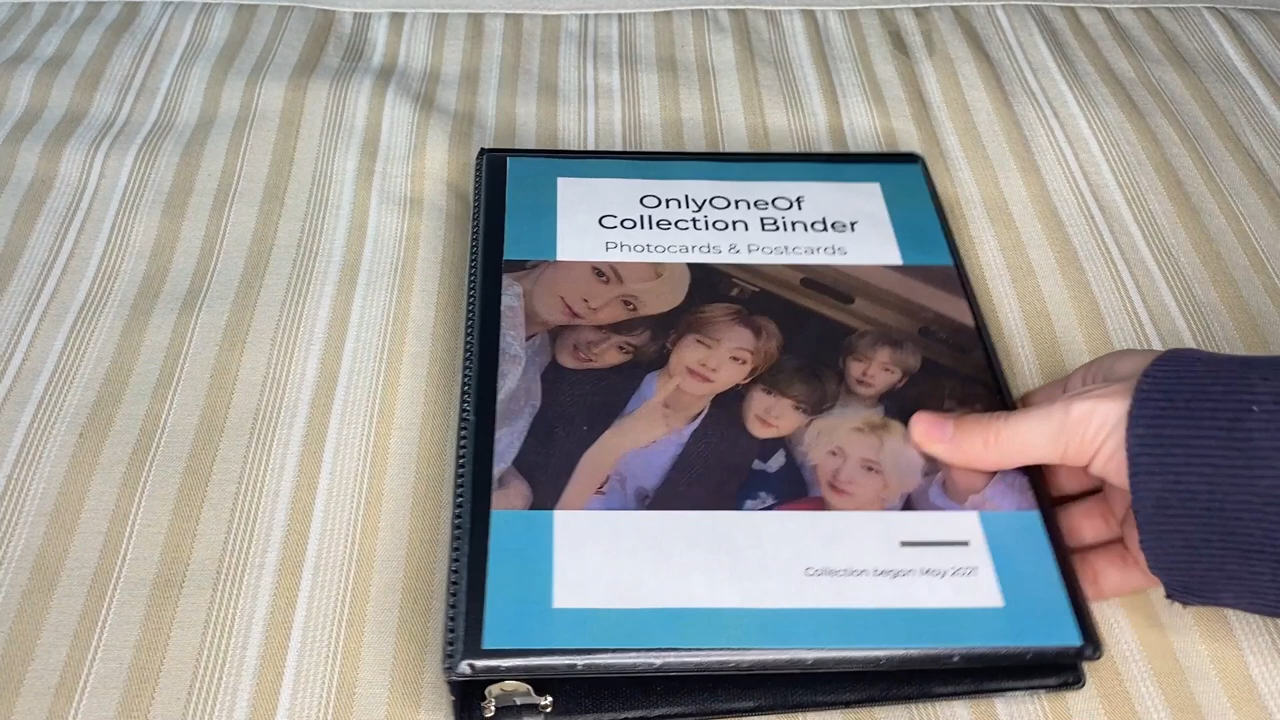 OnlyOneOf
Collection Binder
Photocards & Postcards
Collection began May 2021